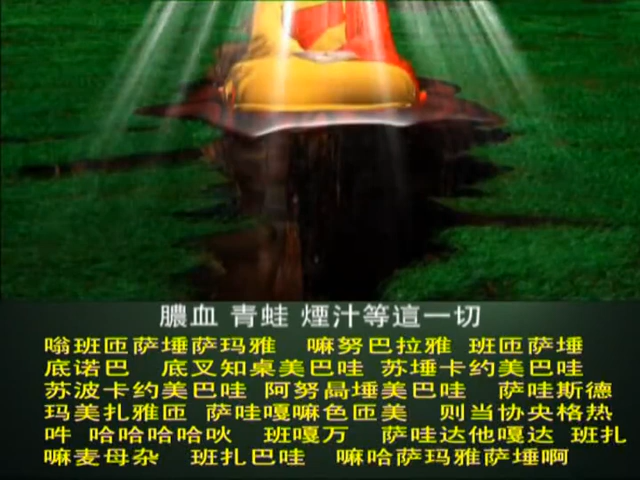 膿血 青蛙 煙汁等這一切
嗡班匝萨埵萨玛雅 嘛努巴拉雅 班匝萨埵
底诺巴 底叉知桌美巴哇 苏埵卡约美巴哇
苏波卡约美巴哇 阿努晶埵美巴哇 萨哇斯德
玛美扎雅匝 萨哇嘎嘛色匝美 则当协央格热
吽 哈哈哈哈吙 班嘎万 萨哇达他嘎达 班扎
嘛麦母杂 班扎巴哇 嘛哈萨玛雅萨埵啊